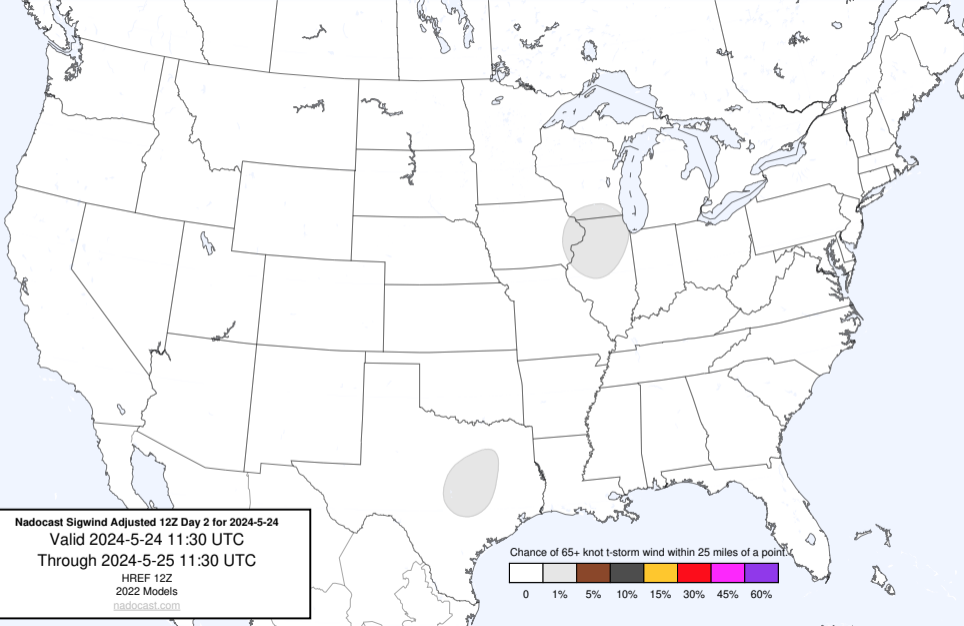 Nadocast Sigwind Adjusted 12Z Day 2 for 2024-5-24
Valid 2024-5-24 11:30 UTC
Through 2024-5-25 11:30 UTC
HREF 12Z
2022 Models
nadocast.com
Chance of 65+ knot t-storm wind within 25 miles of a point.
0 1% 5% 10% 15% 30% 45% 60%